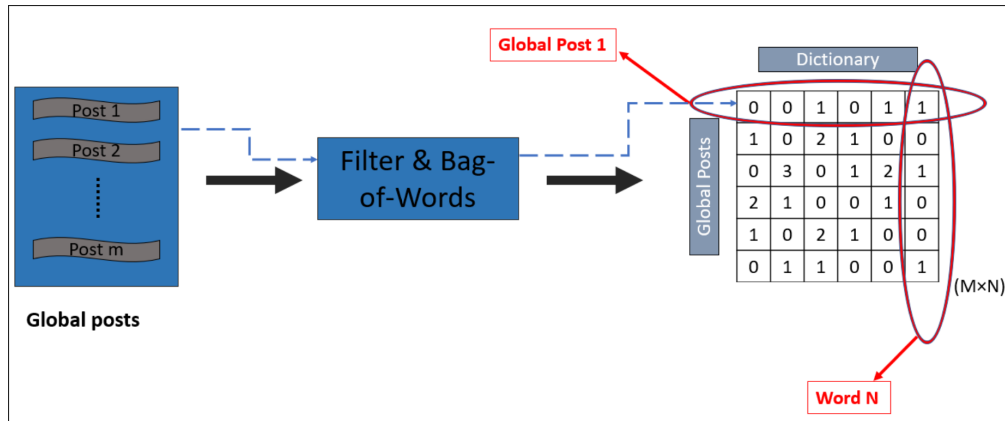 Global Post 1
Dictionary
Post 1
Post 2
Post m
Global posts
Filter & Bag-
of-Words
Global Posts
0 0 1 0 1 1
1 0 2 1 0 0
0 3 0 1 2 1
2 1 0 0 1 0
1 0 2 1 0 0
0 1 1 0 0 1
(M×N)
Word N